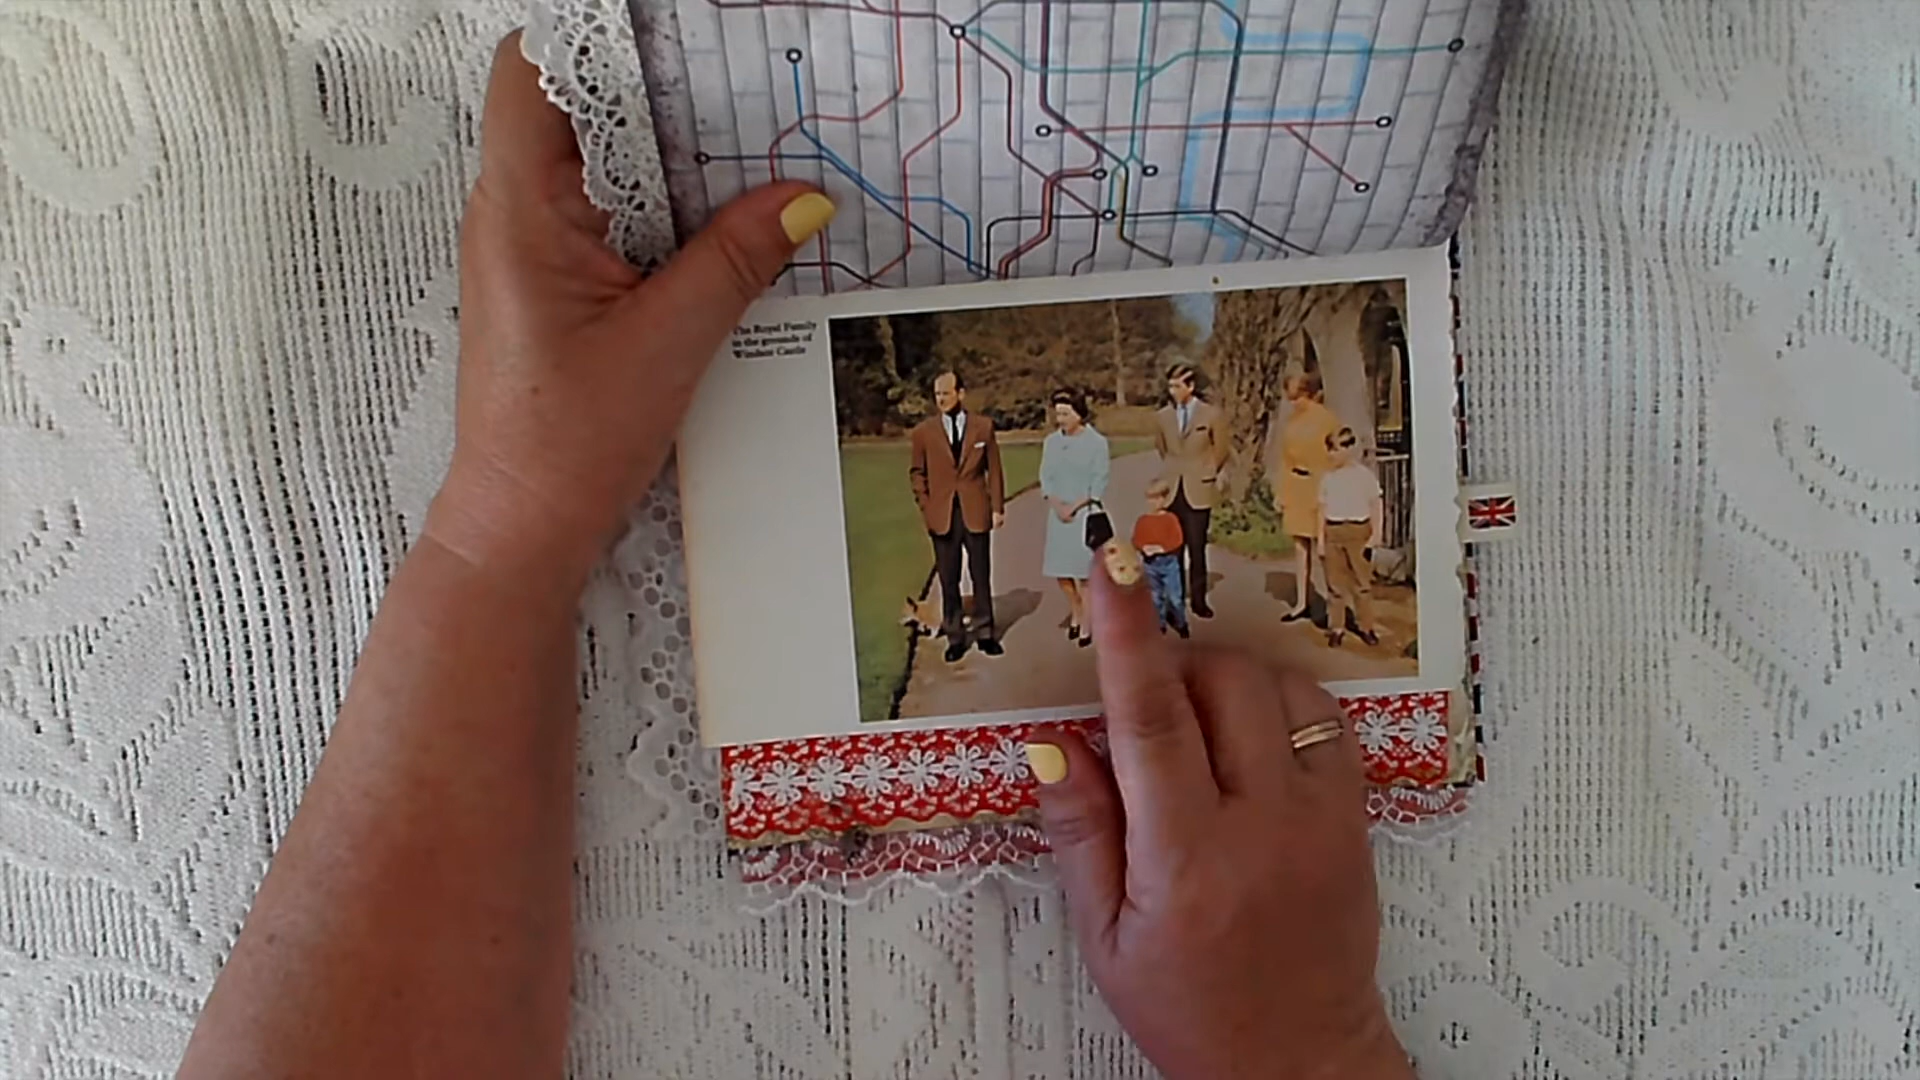 The Royal Family
in the grounds of
Windsor Castle